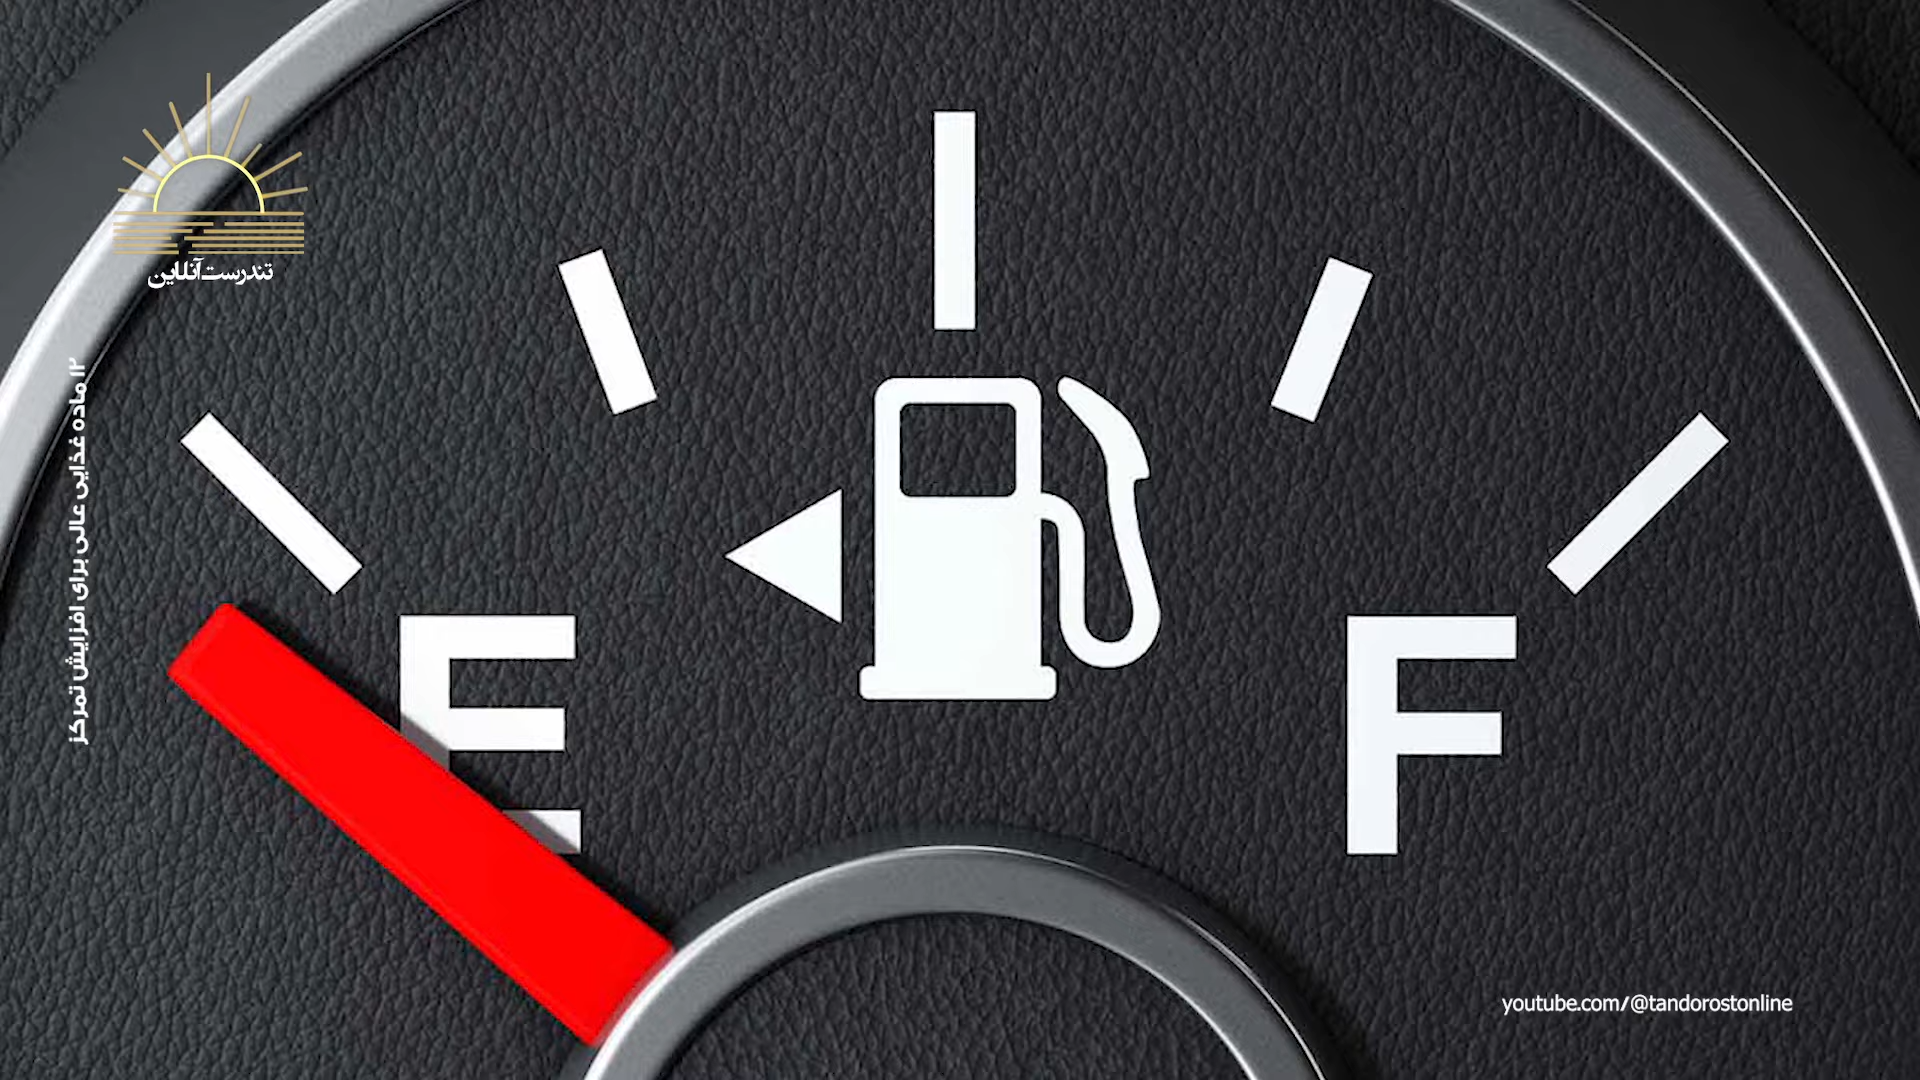 تندرست‌آنلاین
۱۲ ماده غذایی عالی برای افزایش تمرکز
E
F
youtube.com/@tandorostonline